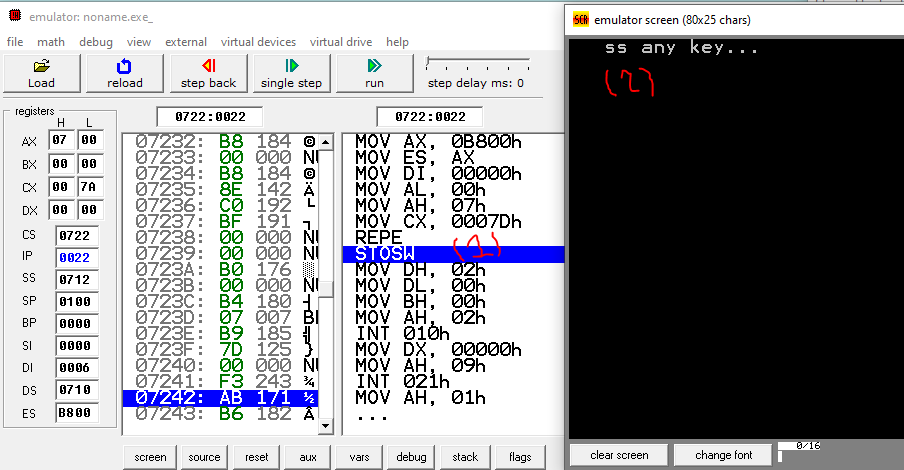 emulator: noname.exe_
file math debug view external virtual devices virtual drive help
Load reload step back single step run step delay ms: 0
registers
H L
AX 07 00
BX 00 00
CX 00 7A
DX 00 00
CS 0722
IP 0022
SS 0712
SP 0100
BP 0000
SI 0000
DI 0006
DS 0710
ES B800
0722:0022
07232: B8 184 ©
07233: 00 000 NU
07234: B8 184 ©
07235: 8E 142 Ä
07236: C0 192 └
07237: BF 191 ┐
07238: 00 000 NU
07239: 00 000 NU
0723A: B0 176 ░
0723B: 00 000 NU
0723C: B4 180 ┤
0723D: 07 007 BE
0723E: B9 185 ╣
0723F: 7D 125 }
07240: 00 000 NU
07241: F3 243 ¾
07242: AB 171 ½
07243: B6 182 Â
0722:0022
MOV AX, 0B800h
MOV ES, AX
MOV DI, 00000h
MOV AL, 00h
MOV AH, 07h
MOV CX, 0007Dh
REPE
STOSW (1)
MOV DH, 02h
MOV DL, 00h
MOV BH, 00h
MOV AH, 02h
INT 010h
MOV DX, 00000h
MOV AH, 09h
INT 021h
MOV AH, 01h
...
screen source reset aux vars debug stack flags
SCR emulator screen (80x25 chars)
ss any key...
(2)
clear screen change font 0/16